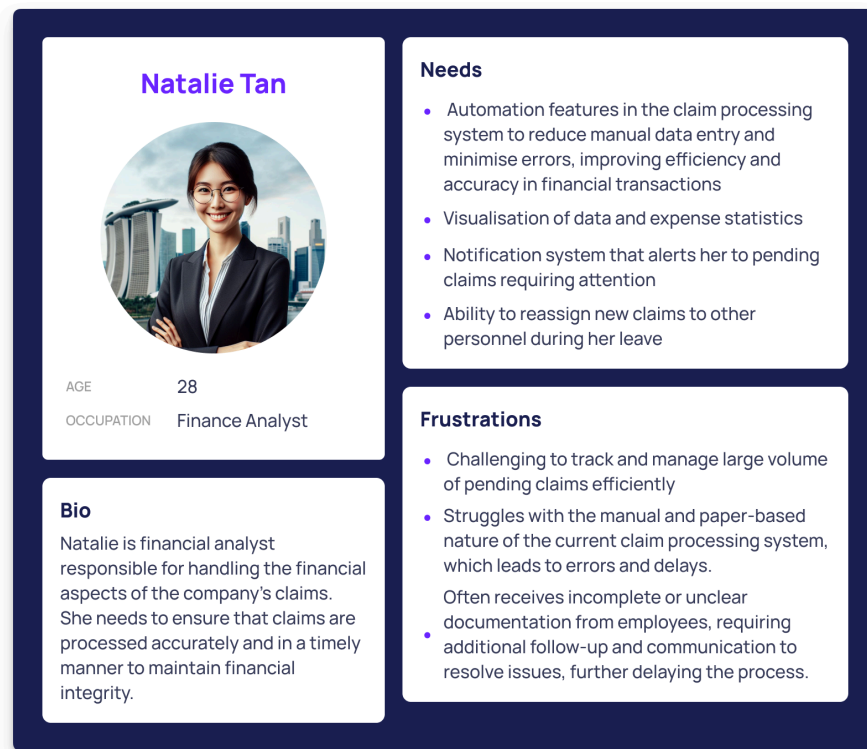 Natalie Tan
AGE 28
OCCUPATION Finance Analyst
Bio
Natalie is financial analyst
responsible for handling the financial
aspects of the company's claims.
She needs to ensure that claims are
processed accurately and in a timely
manner to maintain financial
integrity.
Needs
Automation features in the claim processing
system to reduce manual data entry and
minimise errors, improving efficiency and
accuracy in financial transactions
Visualisation of data and expense statistics
Notification system that alerts her to pending
claims requiring attention
Ability to reassign new claims to other
personnel during her leave
Frustrations
Challenging to track and manage large volume
of pending claims efficiently
Struggles with the manual and paper-based
nature of the current claim processing system,
which leads to errors and delays.
Often receives incomplete or unclear
documentation from employees, requiring
additional follow-up and communication to
resolve issues, further delaying the process.